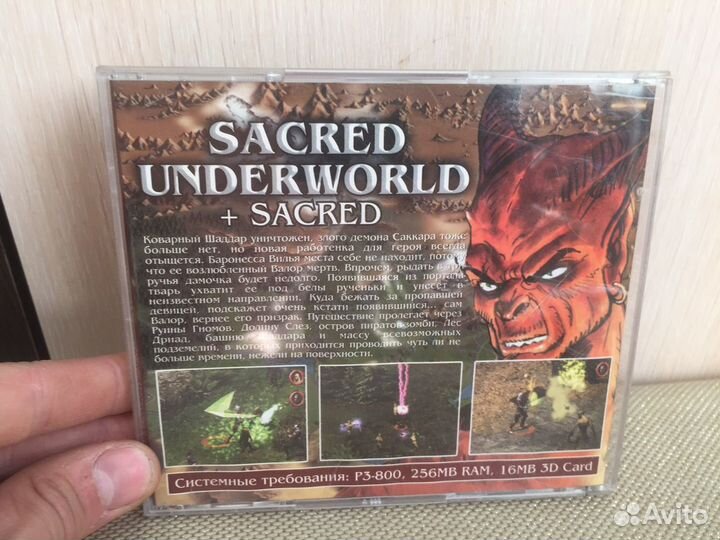 SACRED
UNDERWORLD
+ SACRED
Коварный Шаддар уничтожен, злого демона Саккара тоже
больше нет, но новая работенка для героя всегда
отыщется. Баронесса Вилья места себе не находит, потому
что ее возлюбленный Валор мертв. Впрочем, рыдать в три
ручья дамочка будет недолго. Появившаяся из портала
тварь ухватит ее под белы рученьки и унесет в
неизвестном направлении. Куда бежать за пропавшей
девицей, подскажет очень кстати появившийся... сам
Валор, вернее его призрак. Путешествие пролегает через
Руины Гномов, Долину Слез, остров пиратов-зомби, Лес
Дриад, башню Шаддара и массу всевозможных
подземелий, в которых приходится проводить чуть ли не
больше времени, нежели на поверхности.
Системные требования: P3-800, 256MB RAM, 16MB 3D Card
Avito